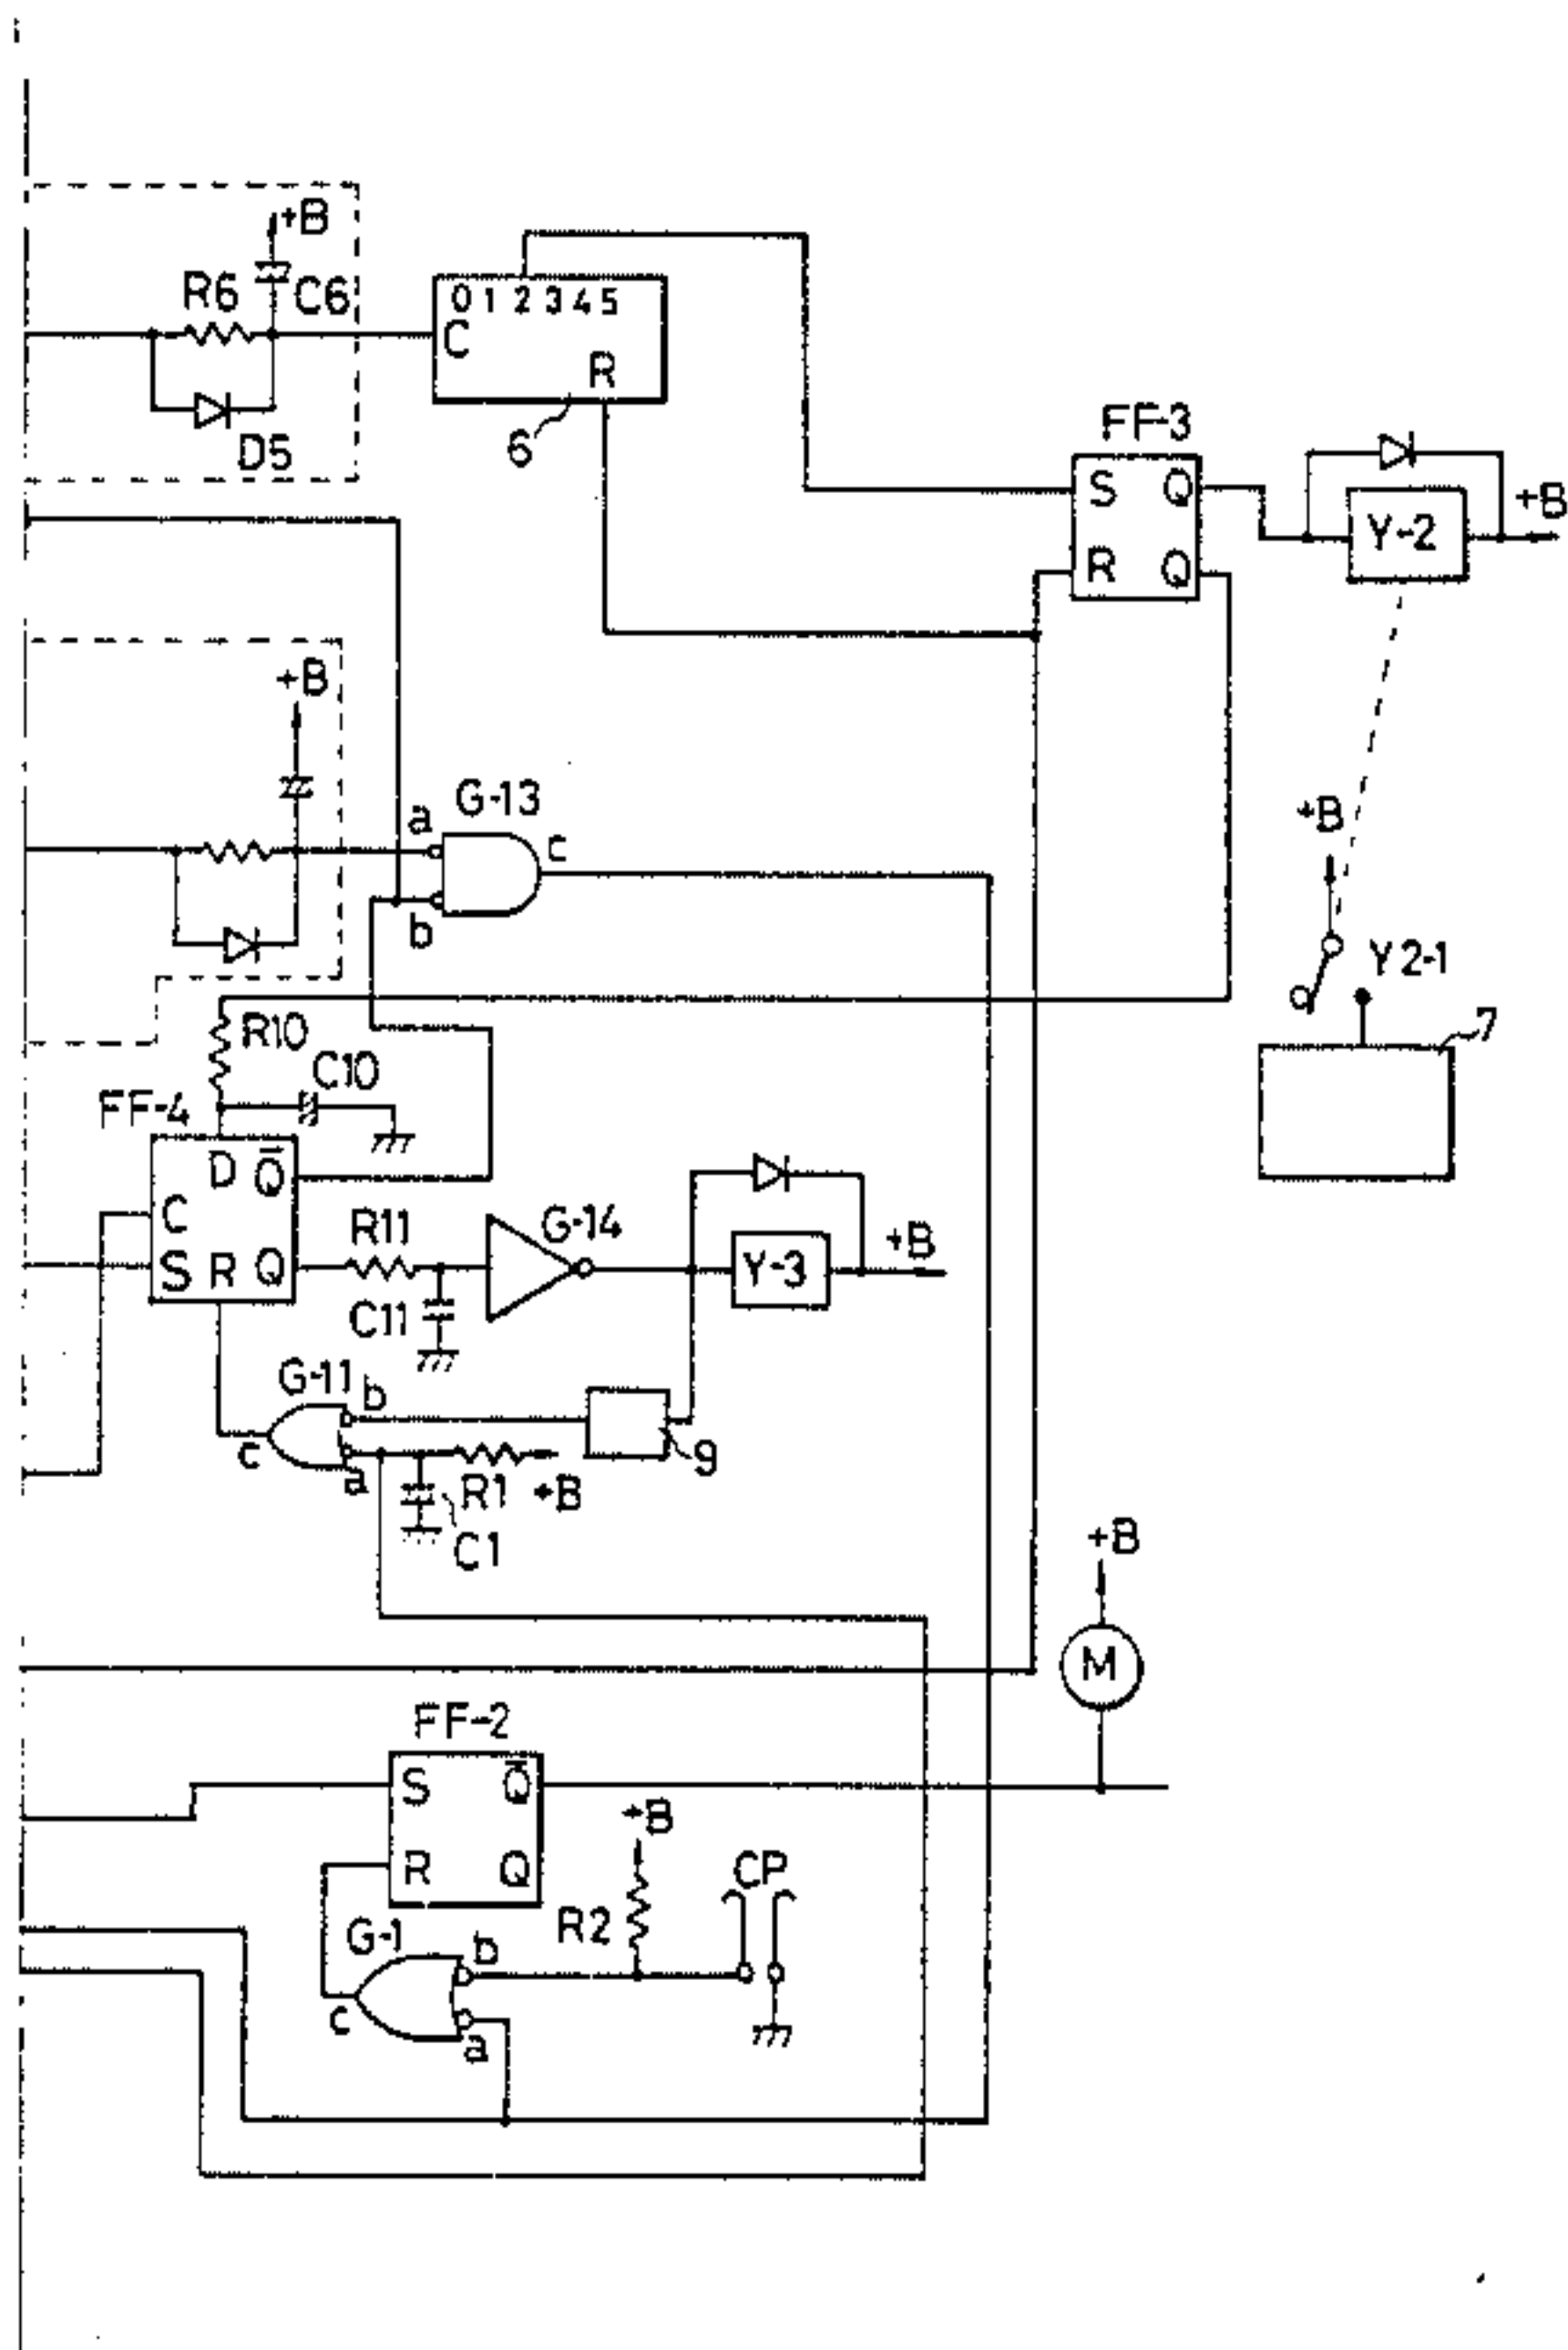 +B
R6
C6
0 1 2 3 4 5
C
R
D5
6
FF-3
S Q
R Q
Y-2
+B
+B
G-13
a
c
b
+B
Y2-1
7
R10
C10
FF-4
D Q̅
C
S R Q
R11
G-14
C11
Y-3
+B
G-11
b
c
a
9
R1
+B
C1
+B
M
FF-2
S Q̅
R Q
+B
CP
R2
G-1
b
c
a